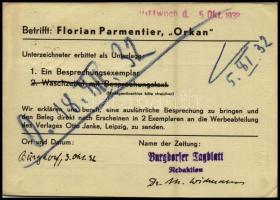 Mittwoch d. 5. Okt. 1932
Betrifft: Florian Parmentier, „Orkan"
Unterzeichneter erbittet als Unterlage
1. Ein Besprechungsexemplar
2. Waschzettel mit Besprechungstext
5. XI 32
Wir erklären uns bereit, eine ausführliche Besprechung zu bringen und
den Beleg direkt nach Erscheinen in 2 Exemplaren an die Werbeabteilung
des Verlages Otto Janke, Leipzig, zu senden.
Ort und Datum: Name der Zeitung:
Burgdorf, 3. Okt. 32 Burgdorfer Tagblatt
Redaktion
Dr. M. Widmann